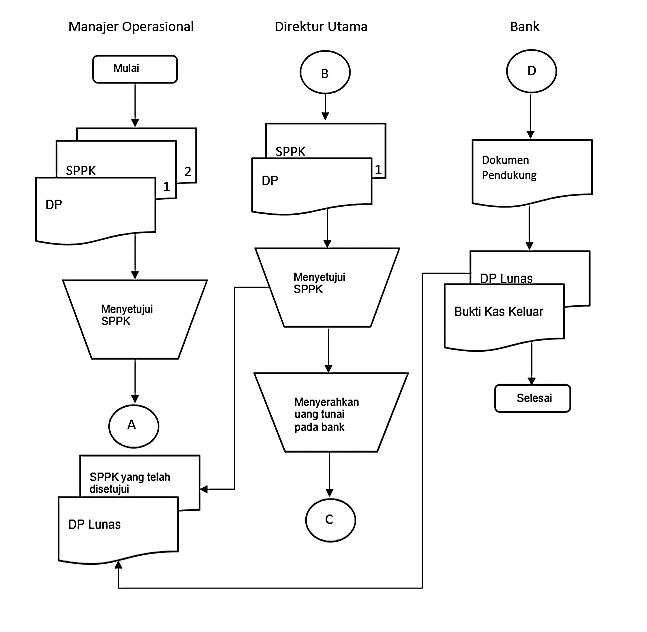 Manajer Operasional
Mulai
2
SPPK
1
DP
Menyetujui
SPPK
A
SPPK yang telah
disetujui
DP Lunas
Direktur Utama
B
SPPK
1
DP
Menyetujui
SPPK
Menyerahkan
uang tunai
pada bank
C
Bank
D
Dokumen
Pendukung
DP Lunas
Bukti Kas Keluar
Selesai